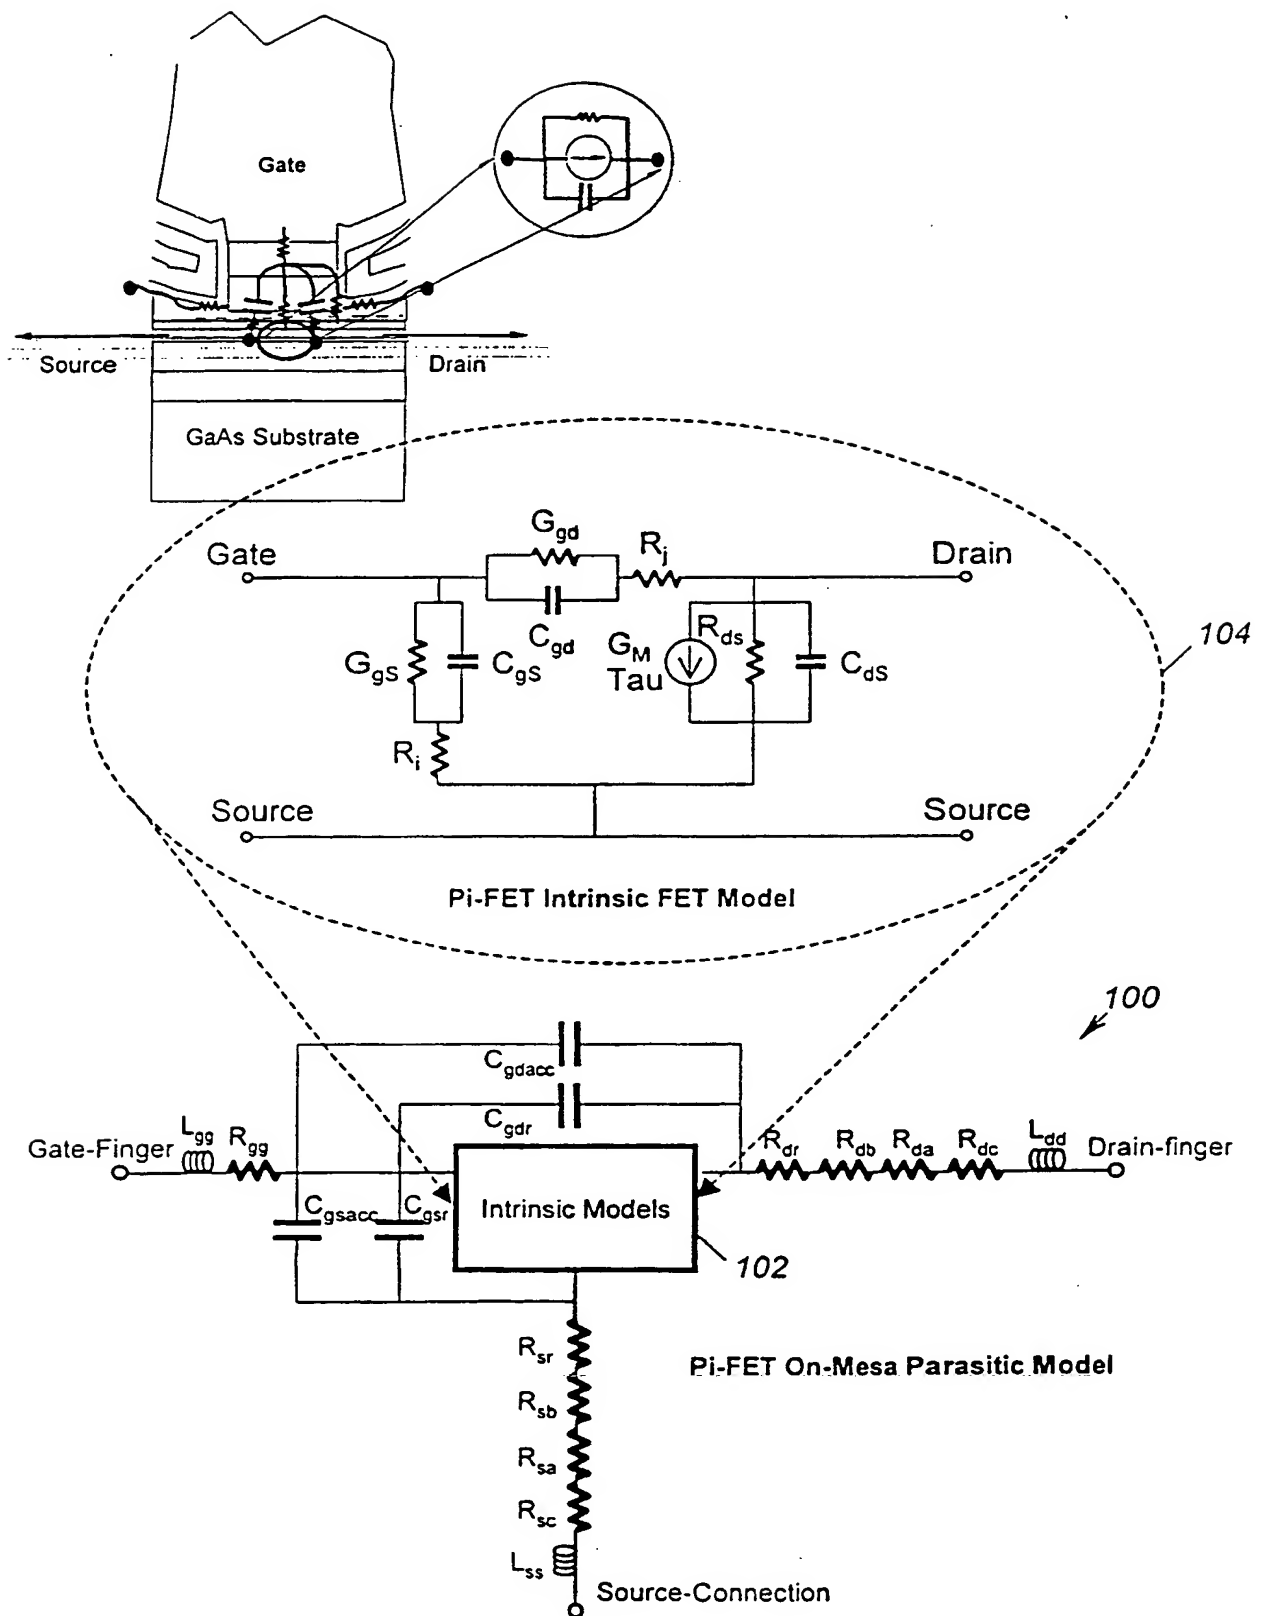 Gate
Source
Drain
GaAs Substrate
Ggd
Gate
Rj
Drain
Cgd
104
GgS
CgS
GM
Tau
Rds
CdS
Ri
Source
Source
Pi-FET Intrinsic FET Model
100
Cgdacc
Cgdr
Gate-Finger
Lgg
Rgg
Rdr
Rdb
Rda
Rdc
Ldd
Drain-finger
Cgsacc
Cgsr
Intrinsic Models
102
Rsr
Pi-FET On-Mesa Parasitic Model
Rsb
Rsa
Rsc
Lss
Source-Connection